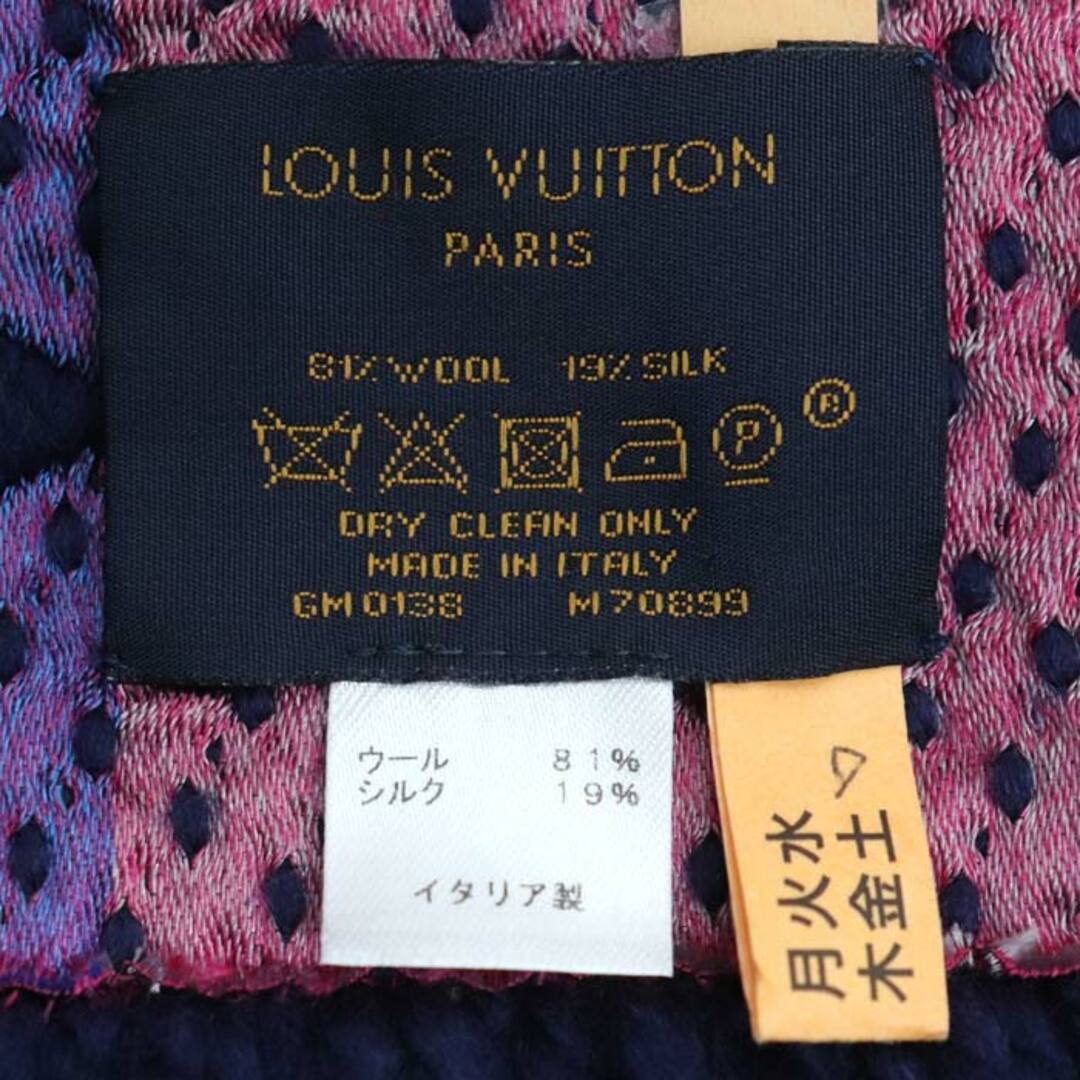 LOUIS VUITTON
PARIS
81% WOOL 19% SILK
P
®
DRY CLEAN ONLY
MADE IN ITALY
GM0138 M70899
ウール 81%
シルク 19%
イタリア製
月火水
木金土